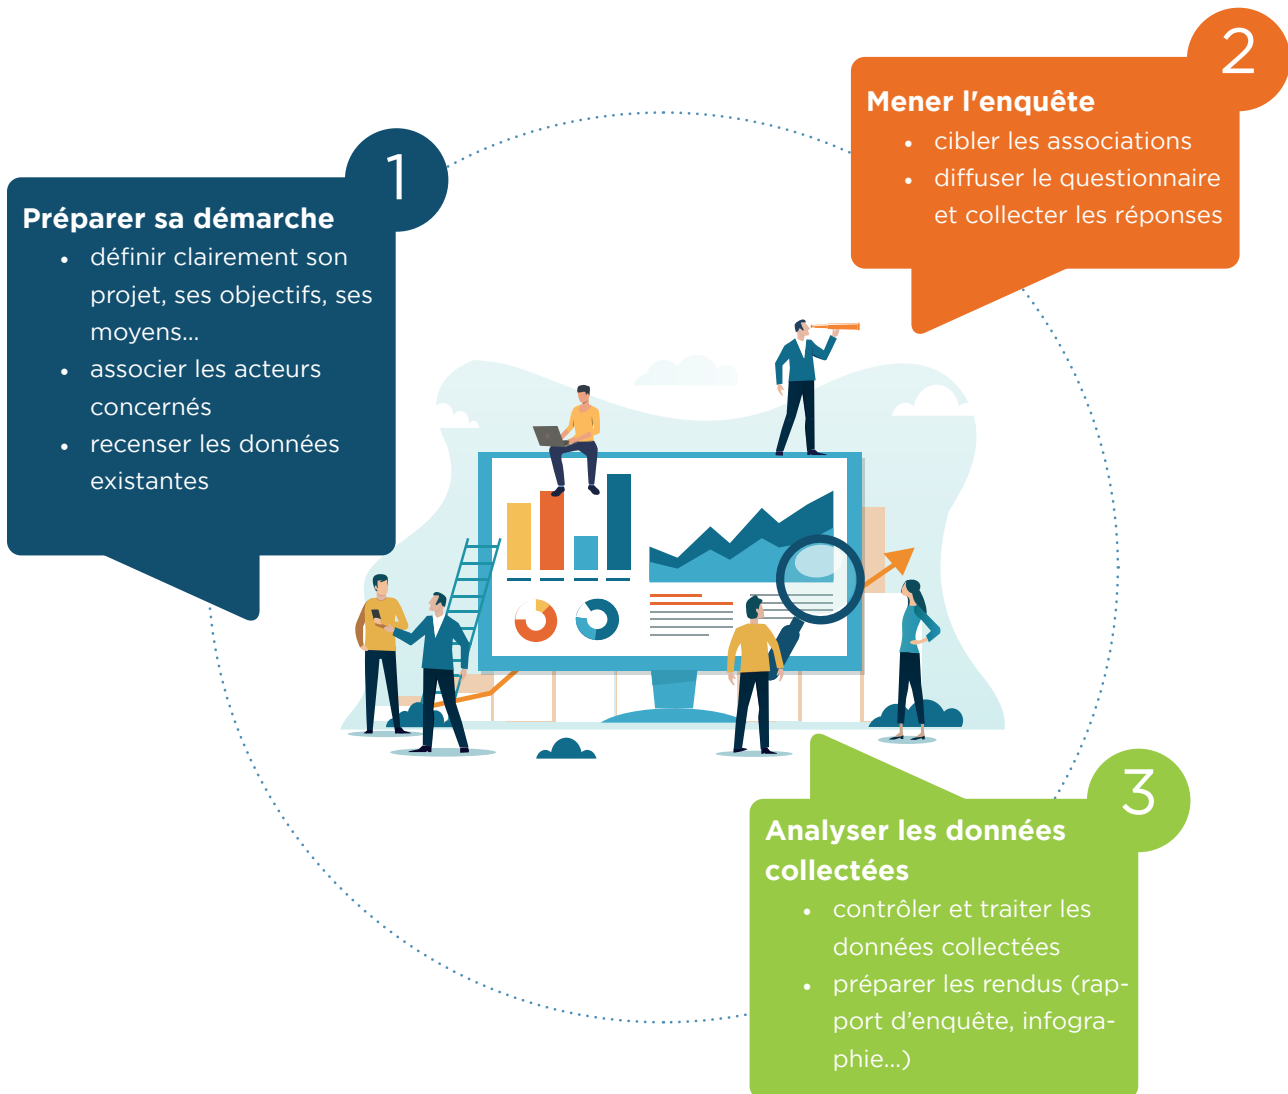 1
Préparer sa démarche
• définir clairement son
projet, ses objectifs, ses
moyens...
• associer les acteurs
concernés
• recenser les données
existantes
2
Mener l'enquête
• cibler les associations
• diffuser le questionnaire
et collecter les réponses
3
Analyser les données
collectées
• contrôler et traiter les
données collectées
• préparer les rendus (rap-
port d’enquête, infogra-
phie...)